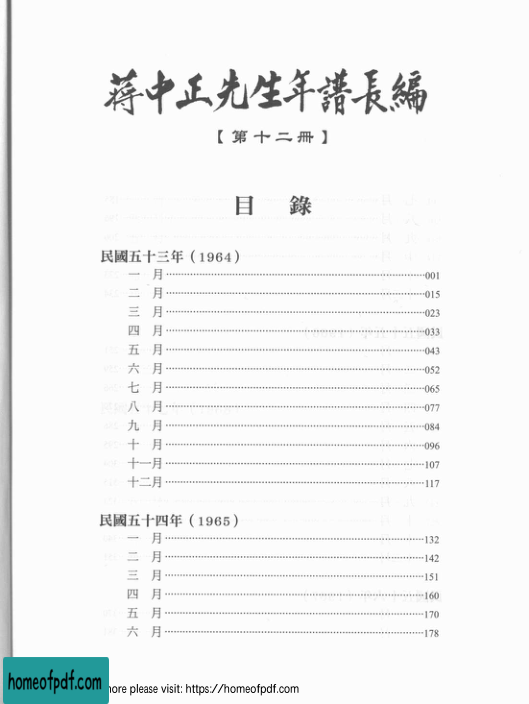 蔣中正先生年譜長編
【第十二冊】
目 錄
民國五十三年（1964）
一 月……001
二 月……015
三 月……023
四 月……033
五 月……043
六 月……052
七 月……065
八 月……077
九 月……084
十 月……096
十一月……107
十二月……117
民國五十四年（1965）
一 月……132
二 月……142
三 月……151
四 月……160
五 月……170
六 月……178
homeofpdf.com
more please visit: https://homeofpdf.com